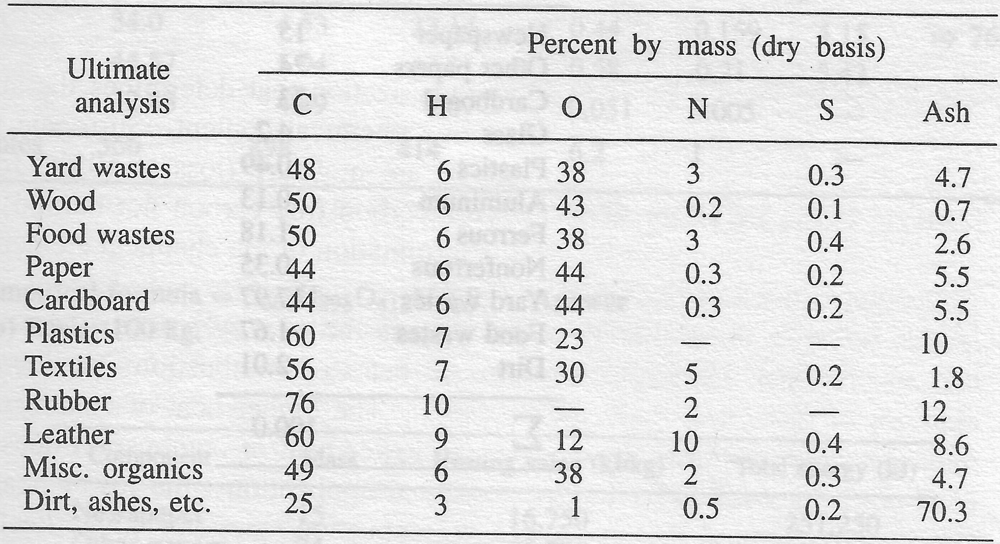 Percent by mass (dry basis)
Ultimate
analysis C H O N S Ash
Yard wastes 48 6 38 3 0.3 4.7
Wood 50 6 43 0.2 0.1 0.7
Food wastes 50 6 38 3 0.4 2.6
Paper 44 6 44 0.3 0.2 5.5
Cardboard 44 6 44 0.3 0.2 5.5
Plastics 60 7 23 — — 10
Textiles 56 7 30 5 0.2 1.8
Rubber 76 10 — 2 — 12
Leather 60 9 12 10 0.4 8.6
Misc. organics 49 6 38 2 0.3 4.7
Dirt, ashes, etc. 25 3 1 0.5 0.2 70.3